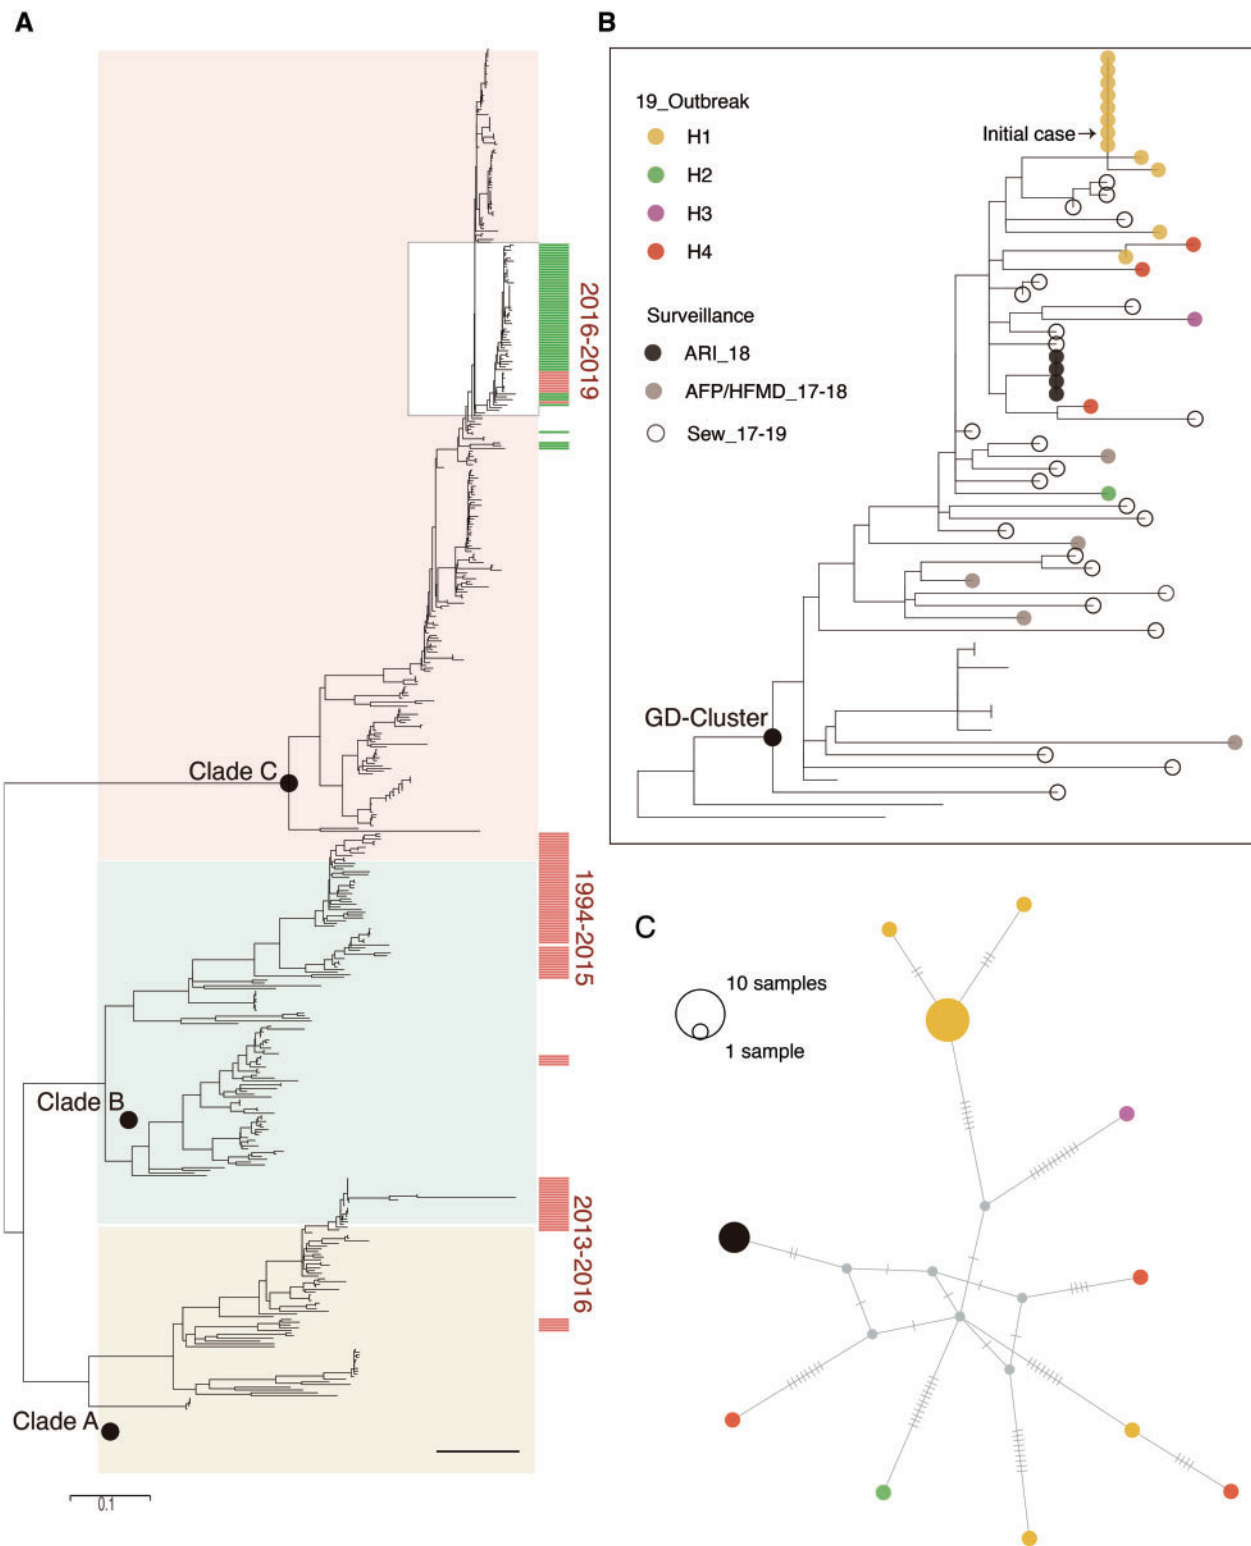 A
B
19_Outbreak
H1
H2
H3
H4
Initial case
Surveillance
ARI_18
AFP/HFMD_17-18
Sew_17-19
GD-Cluster
2016-2019
Clade C
1994-2015
Clade B
2013-2016
Clade A
0.1
C
10 samples
1 sample